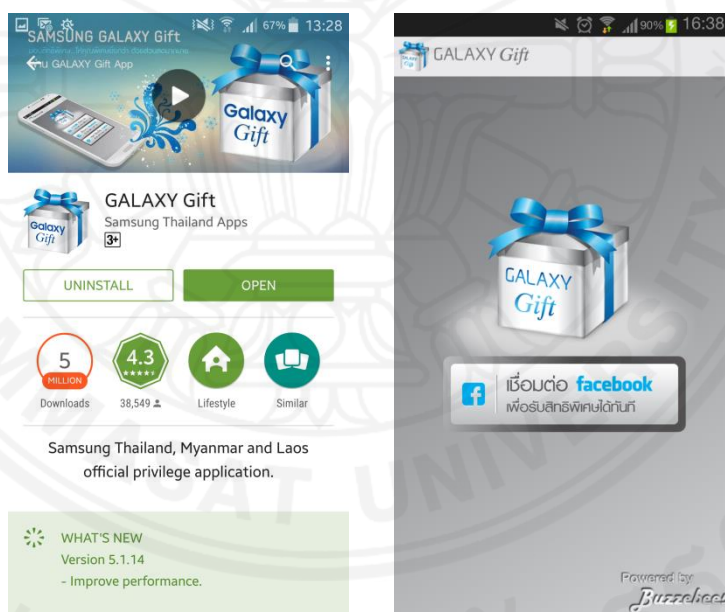 13:28
67%
SAMSUNG GALAXY Gift
GALAXY Gift App
Galaxy
Gift
Galaxy
Gift
GALAXY Gift
Samsung Thailand Apps
3+
UNINSTALL
OPEN
5
MILLION
Downloads
4.3
38,549
Lifestyle
Similar
Samsung Thailand, Myanmar and Laos
official privilege application.
WHAT'S NEW
Version 5.1.14
- Improve performance.
90% 16:38
GALAXY Gift
GALAXY
Gift
เชื่อมต่อ facebook
เพื่อรับสิทธิพิเศษได้ทันที
Powered by
Buzzebees